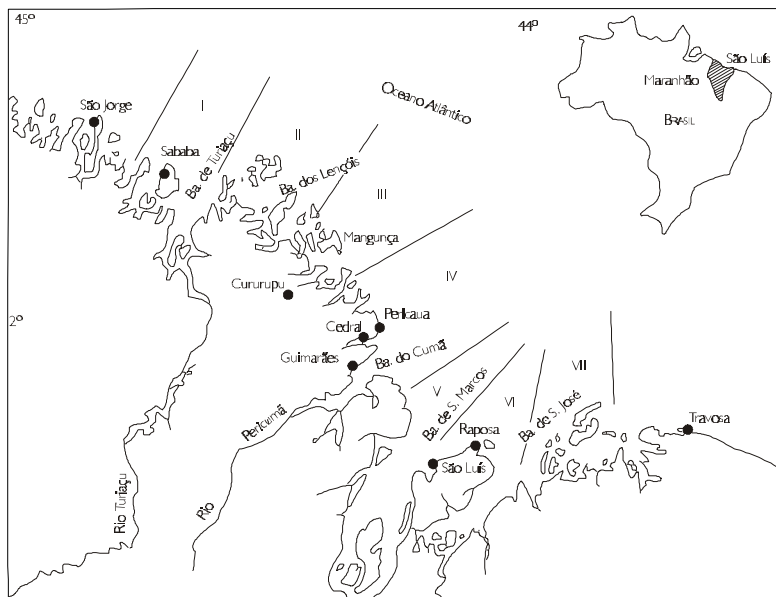 45º
44º
São Luís
Maranhão
BRASIL
Oceano Atlântico
São Jorge
I
Sababa
Ba. de Turiaçu
II
Ba. dos Lençóis
III
Mangunça
Cururupu
IV
2º
Pericaua
Cedral
Guimarães
Ba. do Cumã
V
Ba. de S. Marcos
VI
Ba. de S. José
VII
Travosa
Raposa
São Luís
Rio Pericumã
Rio Turiaçu